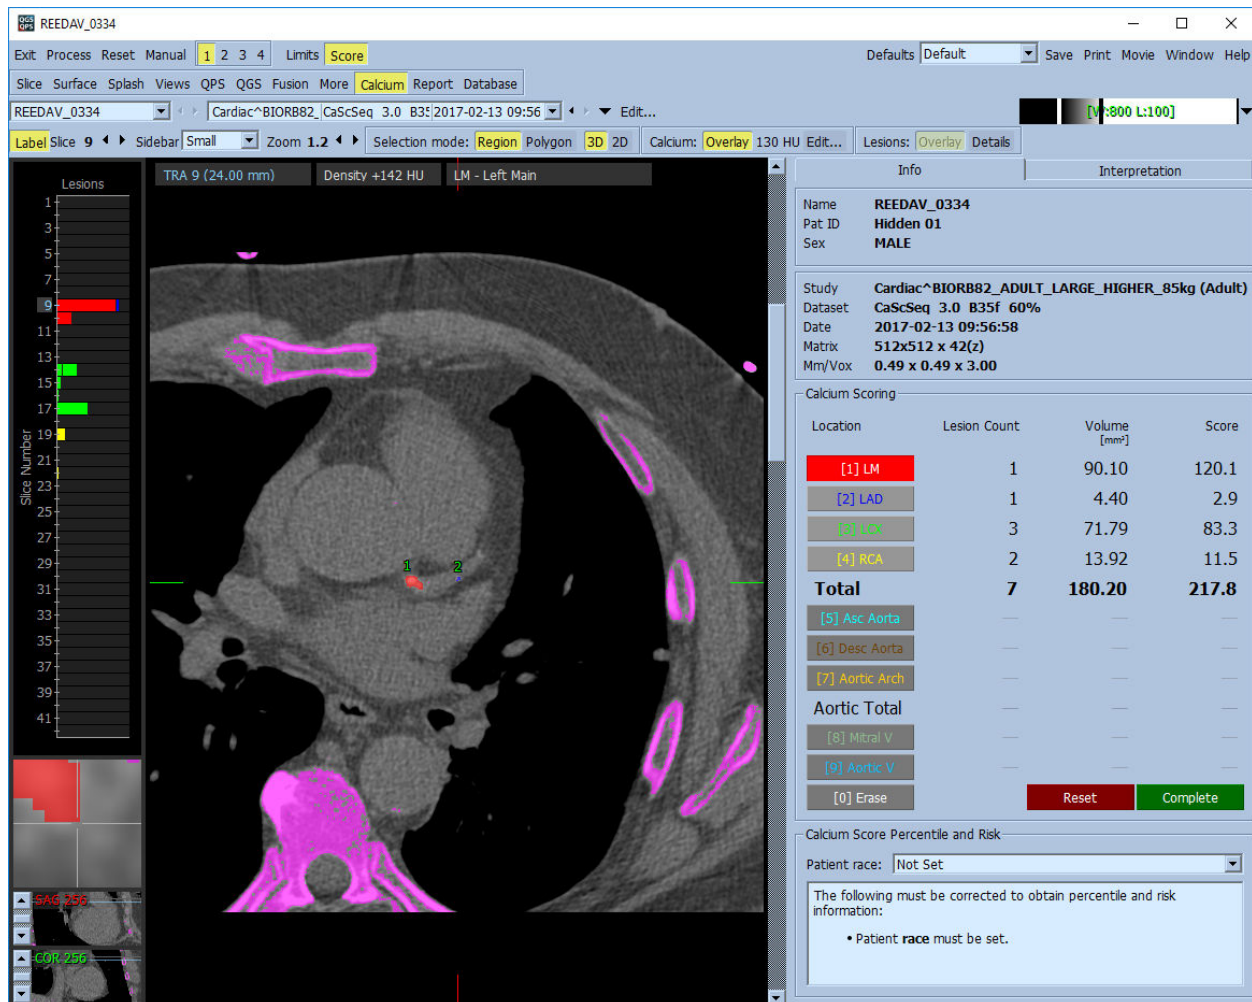 QGS QPS REEDAV_0334
Exit Process Reset Manual 1 2 3 4 Limits Score Defaults Default Save Print Movie Window Help
Slice Surface Splash Views QPS QGS Fusion More Calcium Report Database
REEDAV_0334 Cardiac^BIORB82_ CaScSeq 3.0 B35 2017-02-13 09:56 Edit... [W:800 L:100]
Label Slice 9 Sidebar Small Zoom 1.2 Selection mode: Region Polygon 3D 2D Calcium: Overlay 130 HU Edit... Lesions: Overlay Details
Lesions
Slice Number
1
3
5
7
9
11
13
15
17
19
21
23
25
27
29
31
33
35
37
39
41
SAG 256
COR 256
TRA 9 (24.00 mm) Density +142 HU LM - Left Main
1 2
Info Interpretation
Name REEDAV_0334
Pat ID Hidden 01
Sex MALE
Study Cardiac^BIORB82_ADULT_LARGE_HIGHER_85kg (Adult)
Dataset CaScSeq 3.0 B35f 60%
Date 2017-02-13 09:56:58
Matrix 512x512 x 42(z)
Mm/Vox 0.49 x 0.49 x 3.00
Calcium Scoring
Location Lesion Count Volume Score
[mm³]
[1] LM 1 90.10 120.1
[2] LAD 1 4.40 2.9
[3] LCX 3 71.79 83.3
[4] RCA 2 13.92 11.5
Total 7 180.20 217.8
[5] Asc Aorta — — —
[6] Desc Aorta — — —
[7] Aortic Arch — — —
Aortic Total — — —
[8] Mitral V — — —
[9] Aortic V — — —
[0] Erase Reset Complete
Calcium Score Percentile and Risk
Patient race: Not Set
The following must be corrected to obtain percentile and risk
information:
• Patient race must be set.